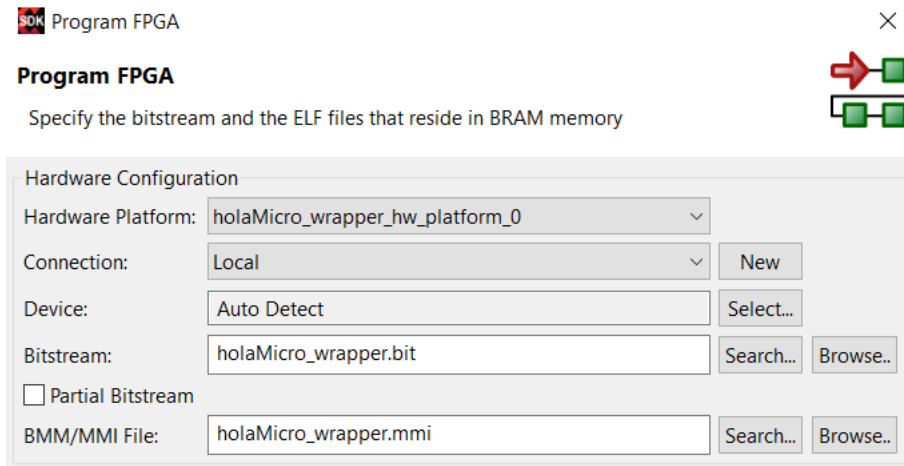 SDK Program FPGA
Program FPGA
Specify the bitstream and the ELF files that reside in BRAM memory
Hardware Configuration
Hardware Platform: holaMicro_wrapper_hw_platform_0
Connection: Local New
Device: Auto Detect Select...
Bitstream: holaMicro_wrapper.bit Search... Browse..
Partial Bitstream
BMM/MMI File: holaMicro_wrapper.mmi Search... Browse..